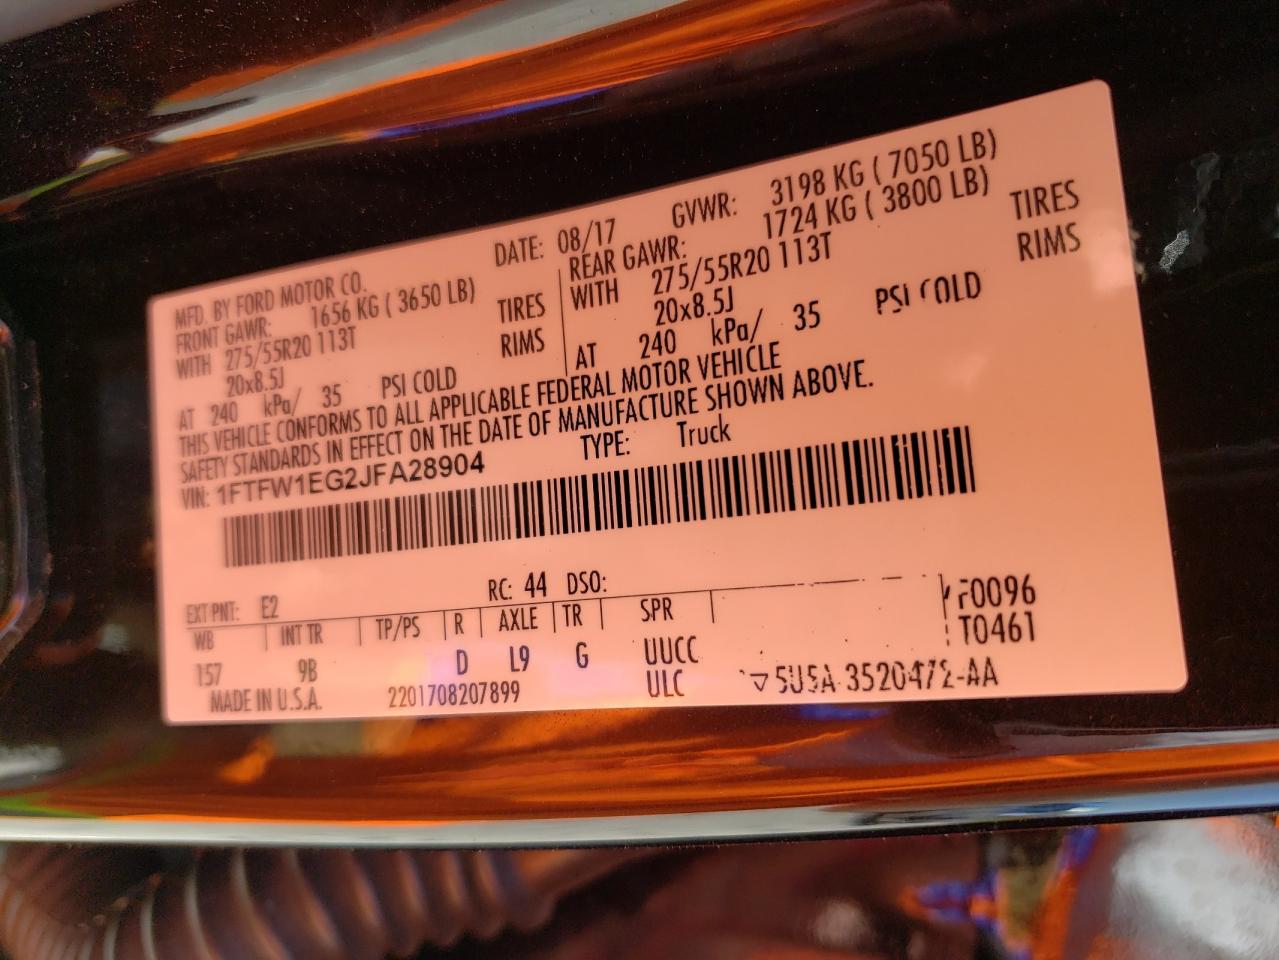 MFD. BY FORD MOTOR CO.
DATE: 08/17
GVWR: 3198 KG ( 7050 LB)
FRONT GAWR: 1656 KG ( 3650 LB)
REAR GAWR: 1724 KG ( 3800 LB)
WITH 275/55R20 113T TIRES
WITH 275/55R20 113T TIRES
20x8.5J RIMS
20x8.5J RIMS
AT 240 kPa/ 35 PSI COLD
AT 240 kPa/ 35 PSI COLD
THIS VEHICLE CONFORMS TO ALL APPLICABLE FEDERAL MOTOR VEHICLE
SAFETY STANDARDS IN EFFECT ON THE DATE OF MANUFACTURE SHOWN ABOVE.
VIN: 1FTFW1EG2JFA28904
TYPE: Truck
EXT PNT: E2 RC: 44 DSO:
WB INT TR TP/PS R AXLE TR SPR F0096
157 9B D L9 G UUCC T0461
MADE IN U.S.A. 2201708207899 ULC